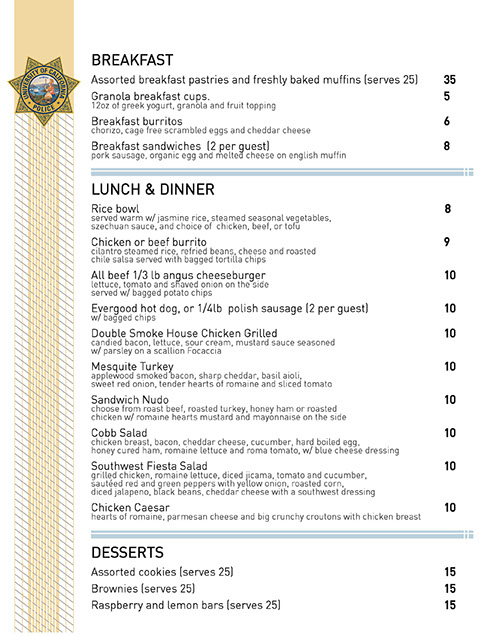 UNIVERSITY OF CALIFORNIA
POLICE
BREAKFAST
Assorted breakfast pastries and freshly baked muffins (serves 25) 35
Granola breakfast cups. 5
12oz of greek yogurt, granola and fruit topping
Breakfast burritos 6
chorizo, cage free scrambled eggs and cheddar cheese
Breakfast sandwiches (2 per guest) 8
pork sausage, organic egg and melted cheese on english muffin
LUNCH & DINNER
Rice bowl 8
served warm w/ jasmine rice, steamed seasonal vegetables,
szechuan sauce, and choice of chicken, beef, or tofu
Chicken or beef burrito 9
cilantro steamed rice, refried beans, cheese and roasted
chile salsa served with bagged tortilla chips
All beef 1/3 lb angus cheeseburger 10
lettuce, tomato and shaved onion on the side
served w/ bagged potato chips
Evergood hot dog, or 1/4lb polish sausage (2 per guest) 10
w/ bagged chips
Double Smoke House Chicken Grilled 10
candied bacon, lettuce, sour cream, mustard sauce seasoned
w/ parsley on a scallion Focaccia
Mesquite Turkey 10
applewood smoked bacon, sharp cheddar, basil aioli,
sweet red onion, tender hearts of romaine and sliced tomato
Sandwich Nudo 10
choose from roast beef, roasted turkey, honey ham or roasted
chicken w/ romaine hearts mustard and mayonnaise on the side
Cobb Salad 10
chicken breast, bacon, cheddar cheese, cucumber, hard boiled egg,
honey cured ham, romaine lettuce and roma tomato, w/ blue cheese dressing
Southwest Fiesta Salad 10
grilled chicken, romaine lettuce, diced jicama, tomato and cucumber,
sautéed red and green peppers with yellow onion, roasted corn,
diced jalapeno, black beans, cheddar cheese with a southwest dressing
Chicken Caesar 10
hearts of romaine, parmesan cheese and big crunchy croutons with chicken breast
DESSERTS
Assorted cookies (serves 25) 15
Brownies (serves 25) 15
Raspberry and lemon bars (serves 25) 15